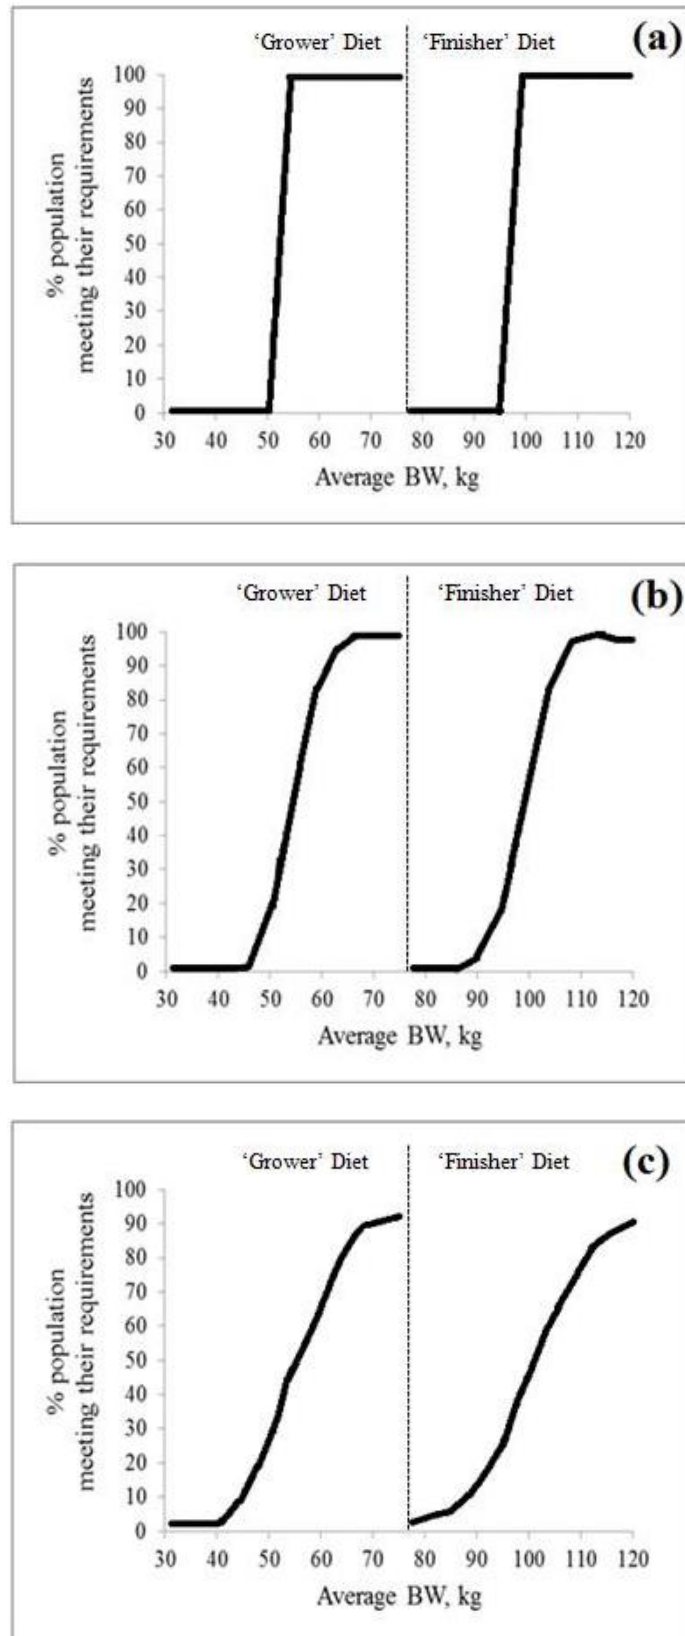 ‘Grower’ Diet ‘Finisher’ Diet (a)
100
90
80
70
60
50
40
30
20
10
0
% population
meeting their requirements
30 40 50 60 70 80 90 100 110 120
Average BW, kg
‘Grower’ Diet ‘Finisher’ Diet (b)
100
90
80
70
60
50
40
30
20
10
0
% population
meeting their requirements
30 40 50 60 70 80 90 100 110 120
Average BW, kg
‘Grower’ Diet ‘Finisher’ Diet (c)
100
90
80
70
60
50
40
30
20
10
0
% population
meeting their requirements
30 40 50 60 70 80 90 100 110 120
Average BW, kg